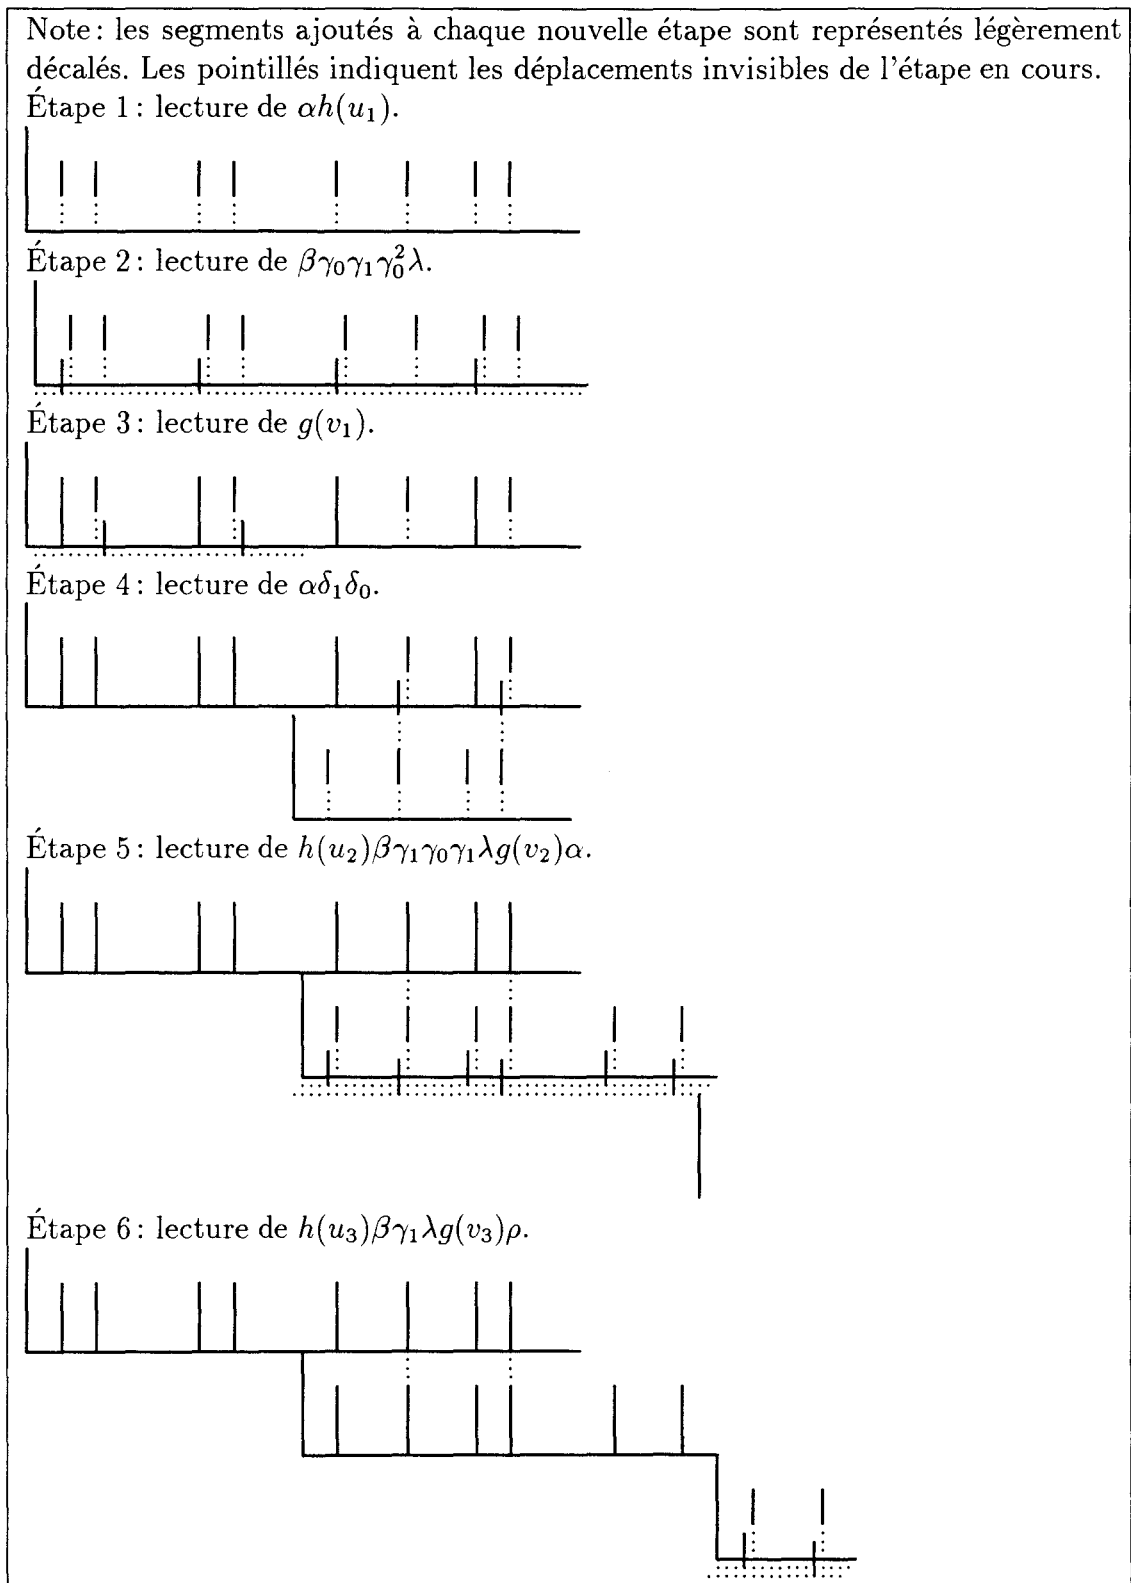 Note : les segments ajoutés à chaque nouvelle étape sont représentés légèrement
décalés. Les pointillés indiquent les déplacements invisibles de l'étape en cours.
Étape 1 : lecture de αh(u₁).
Étape 2 : lecture de βγ₀γ₁γ₀²λ.
Étape 3 : lecture de g(v₁).
Étape 4 : lecture de αδ₁δ₀.
Étape 5 : lecture de h(u₂)βγ₁γ₀γ₁λg(v₂)α.
Étape 6 : lecture de h(u₃)βγ₁λg(v₃)ρ.